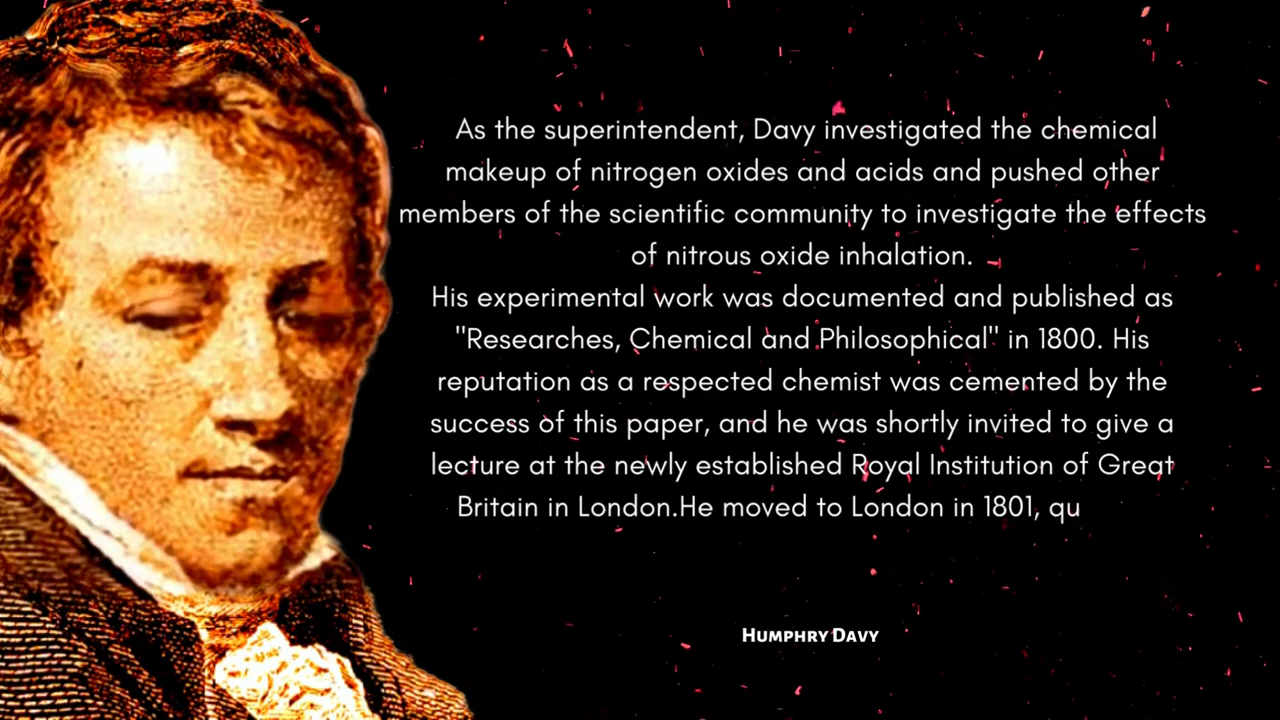 As the superintendent, Davy investigated the chemical
makeup of nitrogen oxides and acids and pushed other
members of the scientific community to investigate the effects
of nitrous oxide inhalation.
His experimental work was documented and published as
"Researches, Chemical and Philosophical" in 1800. His
reputation as a respected chemist was cemented by the
success of this paper, and he was shortly invited to give a
lecture at the newly established Royal Institution of Great
Britain in London.He moved to London in 1801, qu
Humphry Davy